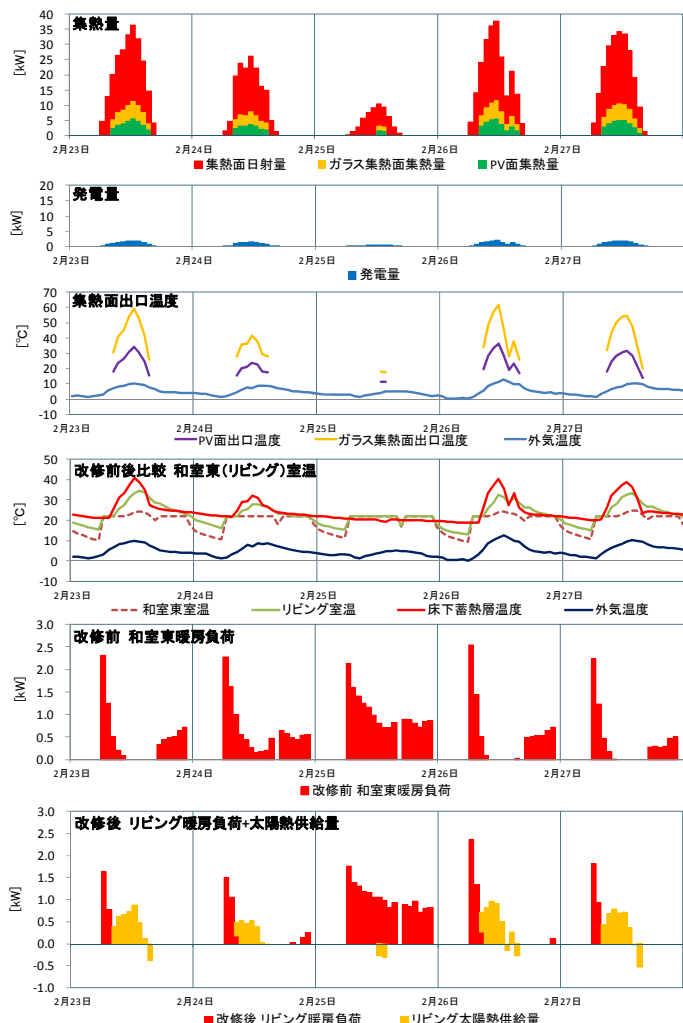 集熱量
[kW]
40
35
30
25
20
15
10
5
0
2月23日 2月24日 2月25日 2月26日 2月27日
集熱面日射量 ガラス集熱面集熱量 PV面集熱量
発電量
[kW]
20
15
10
5
0
2月23日 2月24日 2月25日 2月26日 2月27日
発電量
集熱面出口温度
[℃]
70
60
50
40
30
20
10
0
-10
2月23日 2月24日 2月25日 2月26日 2月27日
PV面出口温度 ガラス集熱面出口温度 外気温度
改修前後比較 和室東(リビング)室温
[℃]
50
40
30
20
10
0
-10
2月23日 2月24日 2月25日 2月26日 2月27日
和室東室温 リビング室温 床下蓄熱層温度 外気温度
改修前 和室東暖房負荷
[kW]
3.0
2.5
2.0
1.5
1.0
0.5
0.0
2月23日 2月24日 2月25日 2月26日 2月27日
改修前 和室東暖房負荷
改修後 リビング暖房負荷+太陽熱供給量
[kW]
3.0
2.5
2.0
1.5
1.0
0.5
0.0
-0.5
-1.0
2月23日 2月24日 2月25日 2月26日 2月27日
改修後 リビング暖房負荷 リビング太陽熱供給量